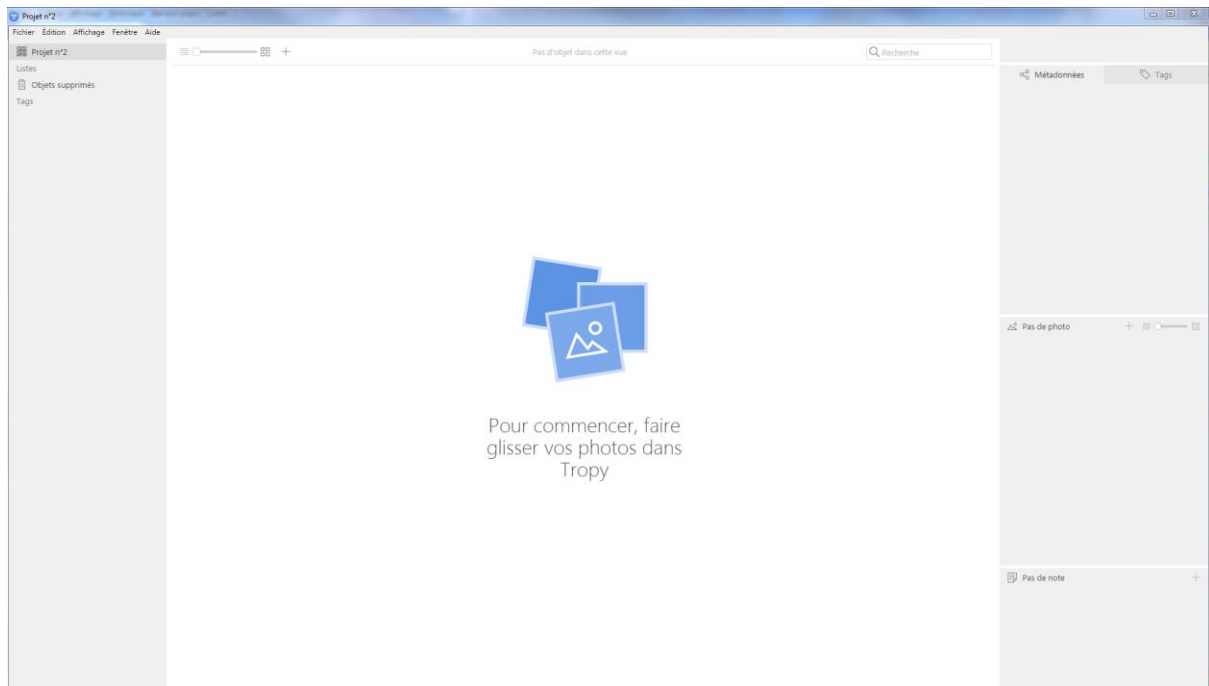 Projet n°2
Fichier Édition Affichage Fenêtre Aide
Projet n°2
Pas d'objet dans cette vue
Recherche
Listes
Objets supprimés
Tags
Métadonnées
Tags
Pour commencer, faire
glisser vos photos dans
Tropy
Pas de photo
Pas de note